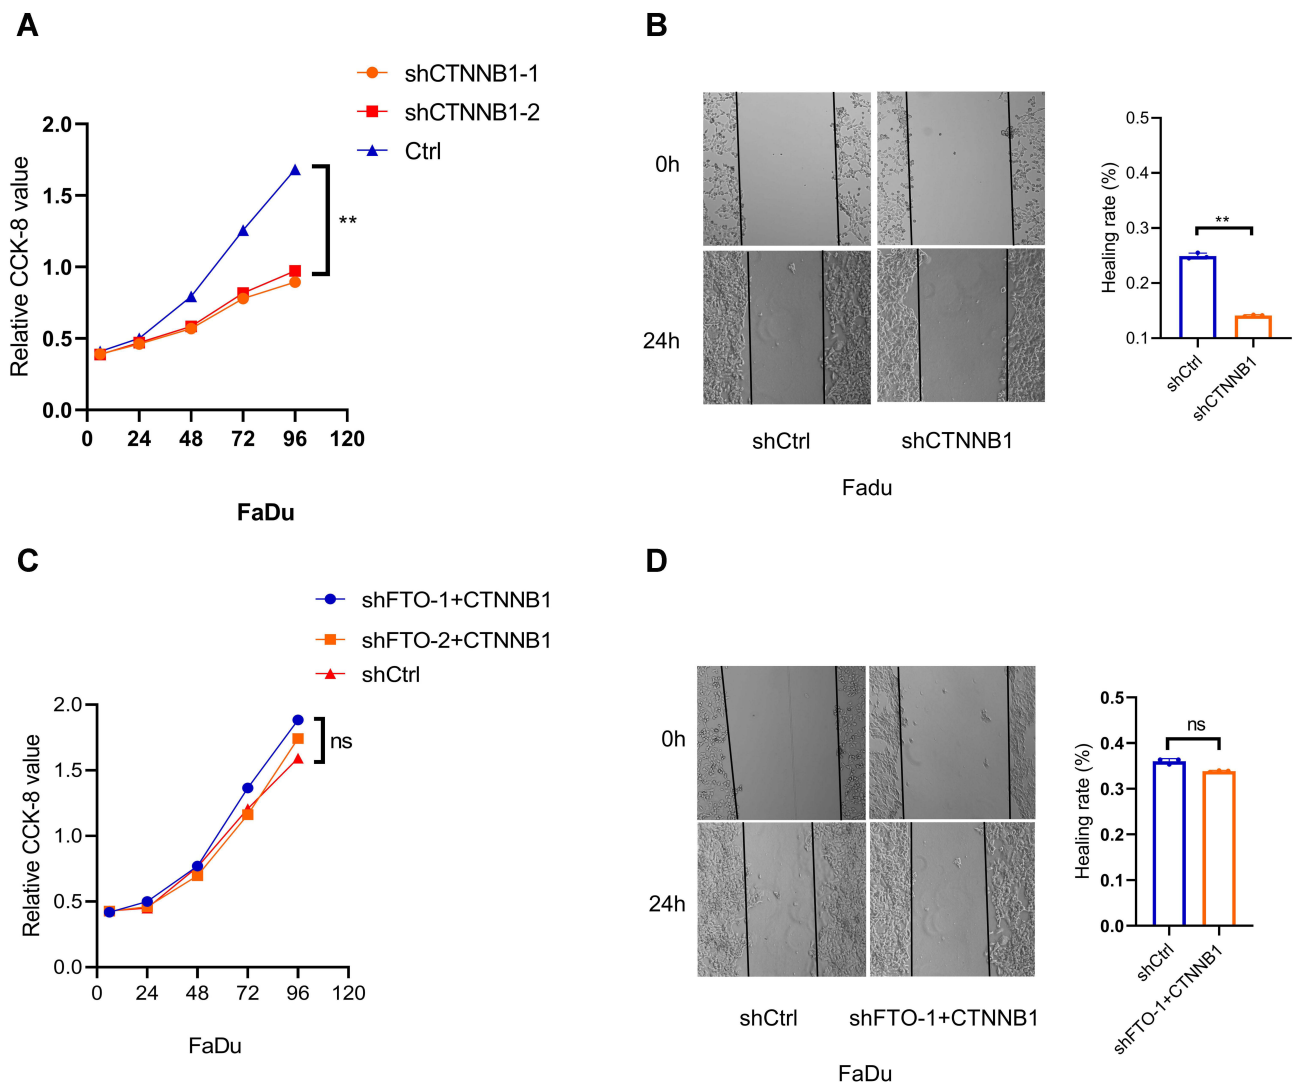 A
shCTNNB1-1
shCTNNB1-2
Ctrl
Relative CCK-8 value
2.0
1.5
1.0
0.5
0.0
**
0 24 48 72 96 120
FaDu
B
0h
24h
shCtrl shCTNNB1
Fadu
Healing rate (%)
0.5
0.4
0.3
0.2
0.1
**
shCtrl
shCTNNB1
C
shFTO-1+CTNNB1
shFTO-2+CTNNB1
shCtrl
Relative CCK-8 value
2.0
1.5
1.0
0.5
0.0
ns
0 24 48 72 96 120
FaDu
D
0h
24h
shCtrl shFTO-1+CTNNB1
FaDu
Healing rate (%)
0.5
0.4
0.3
0.2
0.1
0.0
ns
shCtrl
shFTO-1+CTNNB1